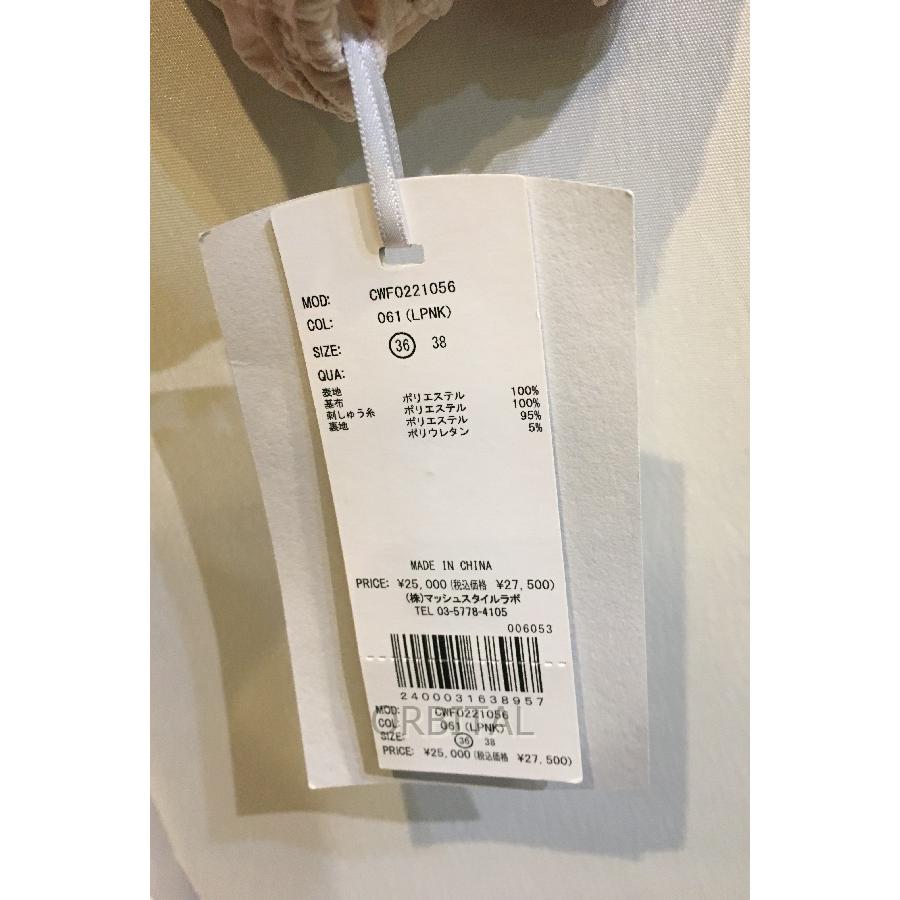 MOD: CWFO221056
COL: 061(LPNK)
SIZE: 36 38
QUA:
表地 ポリエステル 100%
基布 ポリエステル 100%
刺しゅう糸 ポリエステル 95%
裏地 ポリウレタン 5%
MADE IN CHINA
PRICE: ¥25,000(税込価格 ¥27,500)
(株)マッシュスタイルラボ
TEL 03-5778-4105
006053
2400031638957
MOD: CWFO221056
COL: 061(LPNK)
ORBITAL
SIZE: 36 38
PRICE: ¥25,000(税込価格 ¥27,500)